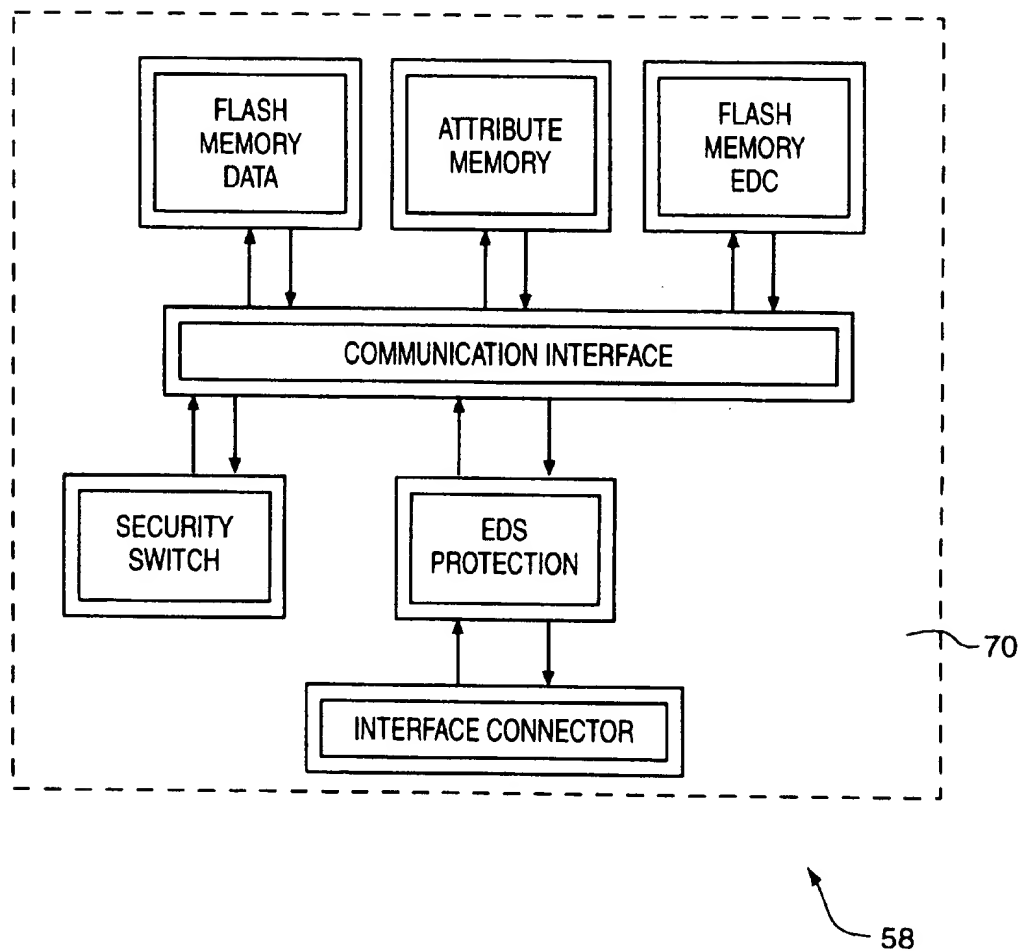 FLASH
MEMORY
DATA
ATTRIBUTE
MEMORY
FLASH
MEMORY
EDC
COMMUNICATION INTERFACE
SECURITY
SWITCH
EDS
PROTECTION
70
INTERFACE CONNECTOR
58